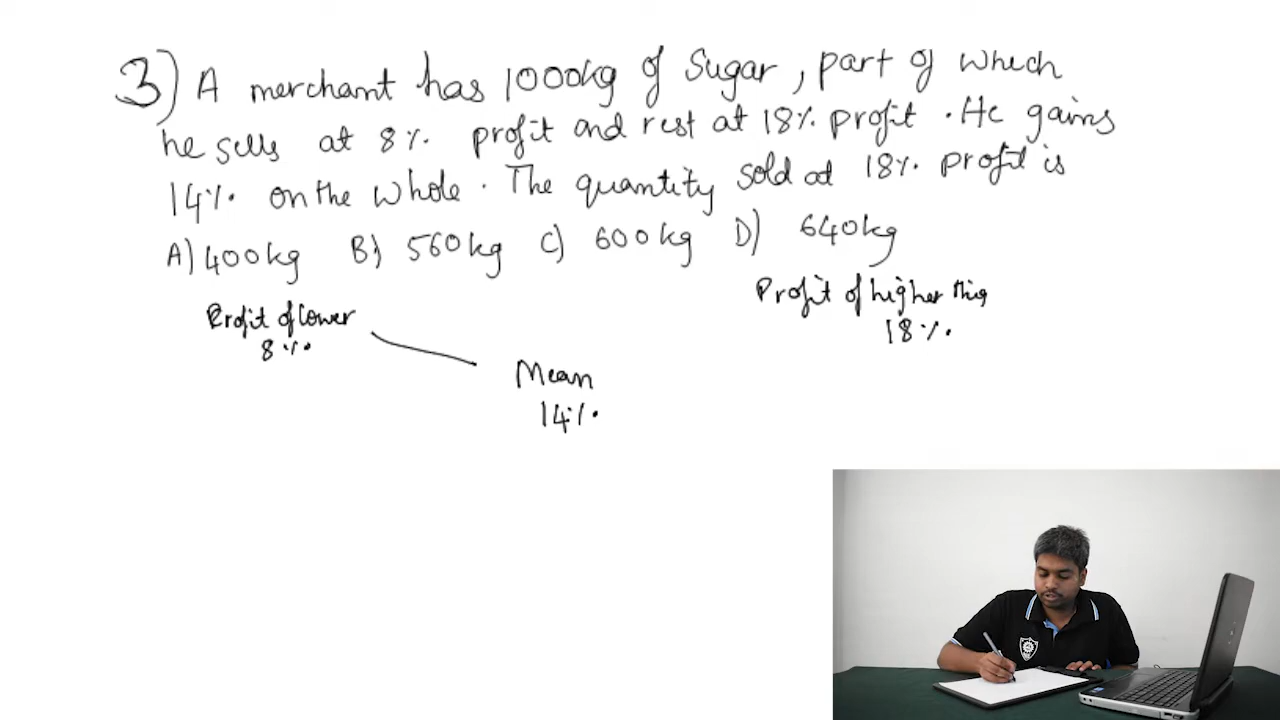 3) A merchant has 1000kg of Sugar, part of which
he sells at 8% profit and rest at 18% profit. He gains
14% on the whole. The quantity sold at 18% profit is
A) 400kg B) 560kg C) 600kg D) 640kg
Profit of lower
8%
Profit of higher thing
18%
Mean
14%